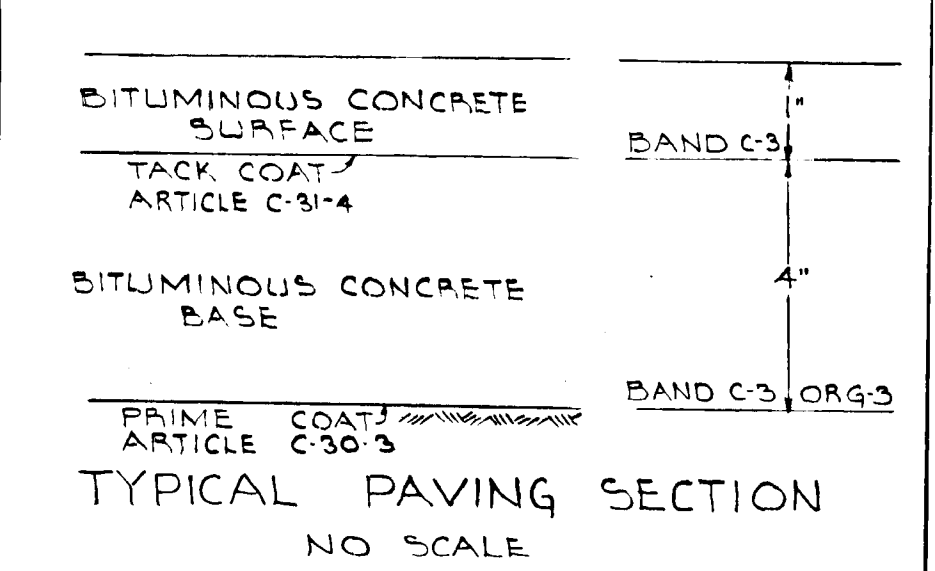 BITUMINOUS CONCRETE
SURFACE
1"
BAND C-3
TACK COAT
ARTICLE C-31-4
BITUMINOUS CONCRETE
BASE
4"
BAND C-3 OR G-3
PRIME COAT
ARTICLE C-30-3
TYPICAL PAVING SECTION
NO SCALE